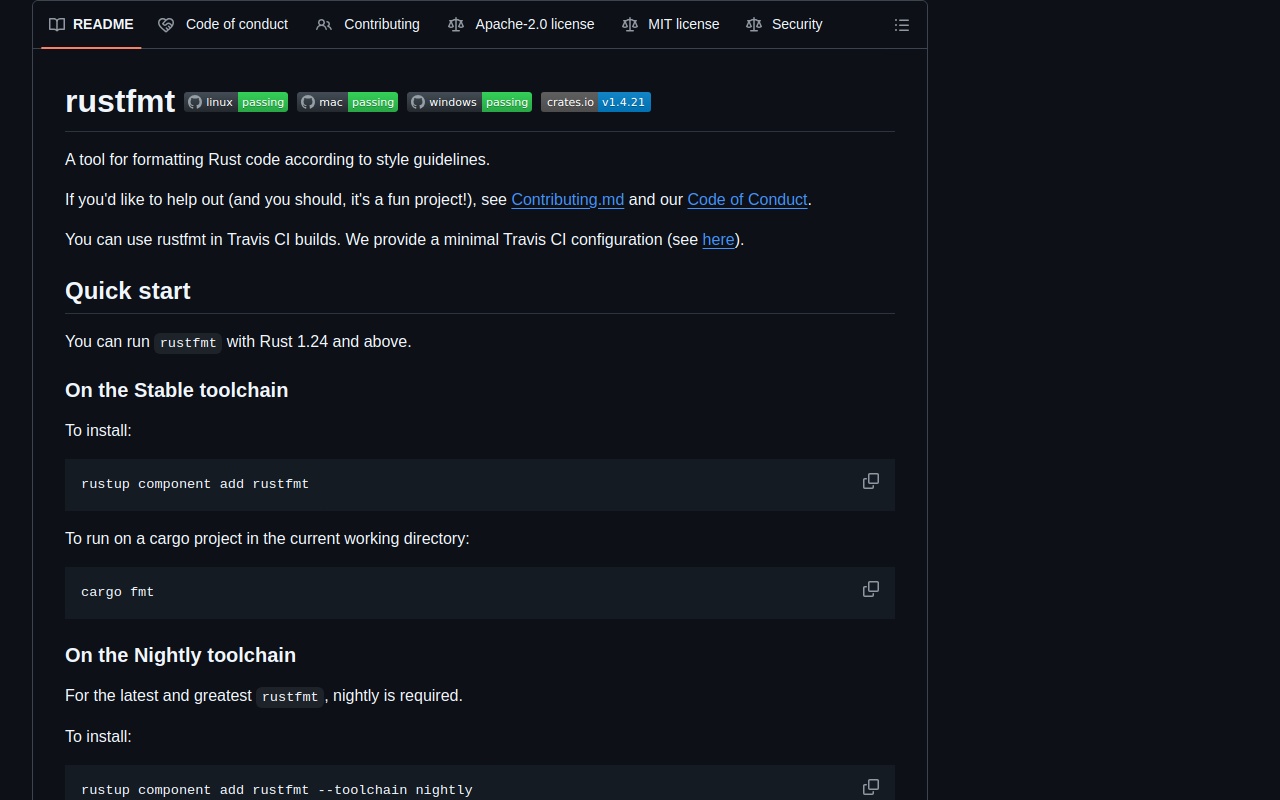 README Code of conduct Contributing Apache-2.0 license MIT license Security
rustfmt linux passing mac passing windows passing crates.io v1.4.21
A tool for formatting Rust code according to style guidelines.
If you'd like to help out (and you should, it's a fun project!), see Contributing.md and our Code of Conduct.
You can use rustfmt in Travis CI builds. We provide a minimal Travis CI configuration (see here).
Quick start
You can run rustfmt with Rust 1.24 and above.
On the Stable toolchain
To install:
rustup component add rustfmt
To run on a cargo project in the current working directory:
cargo fmt
On the Nightly toolchain
For the latest and greatest rustfmt, nightly is required.
To install:
rustup component add rustfmt --toolchain nightly